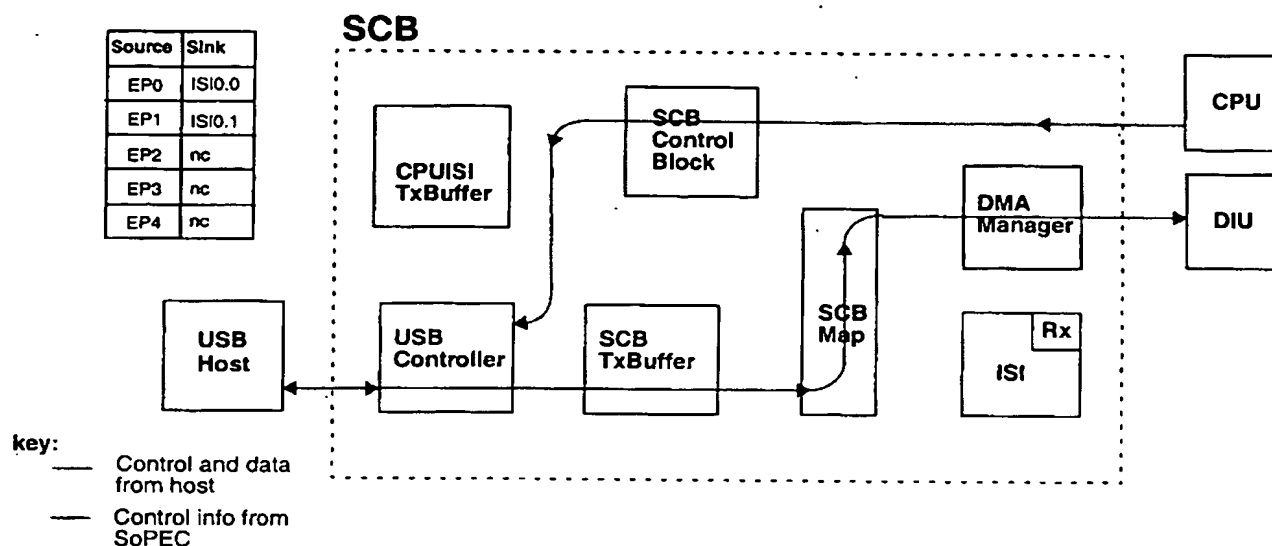 SCB
Source Sink
EP0 ISI0.0
EP1 ISI0.1
EP2 nc
EP3 nc
EP4 nc
CPUISI
TxBuffer
SCB
Control
Block
CPU
DMA
Manager
DIU
USB
Host
USB
Controller
SCB
TxBuffer
SCB
Map
Rx
ISI
key:
Control and data
from host
Control info from
SoPEC